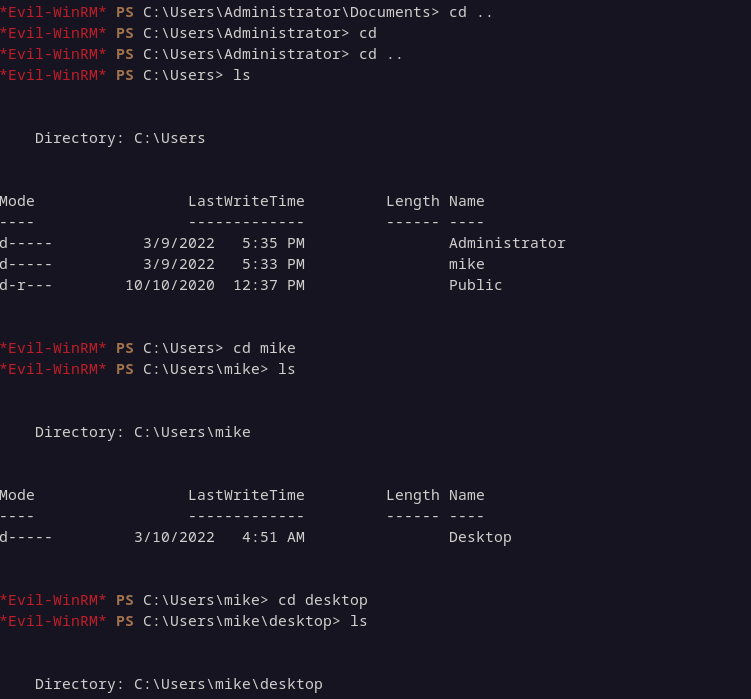 *Evil-WinRM* PS C:\Users\Administrator\Documents> cd ..
*Evil-WinRM* PS C:\Users\Administrator> cd
*Evil-WinRM* PS C:\Users\Administrator> cd ..
*Evil-WinRM* PS C:\Users> ls
Directory: C:\Users
Mode                 LastWriteTime         Length Name
----                 -------------         ------ ----
d-----          3/9/2022   5:35 PM                Administrator
d-----          3/9/2022   5:33 PM                mike
d-r---        10/10/2020  12:37 PM                Public
*Evil-WinRM* PS C:\Users> cd mike
*Evil-WinRM* PS C:\Users\mike> ls
Directory: C:\Users\mike
Mode                 LastWriteTime         Length Name
----                 -------------         ------ ----
d-----         3/10/2022   4:51 AM                Desktop
*Evil-WinRM* PS C:\Users\mike> cd desktop
*Evil-WinRM* PS C:\Users\mike\desktop> ls
Directory: C:\Users\mike\desktop